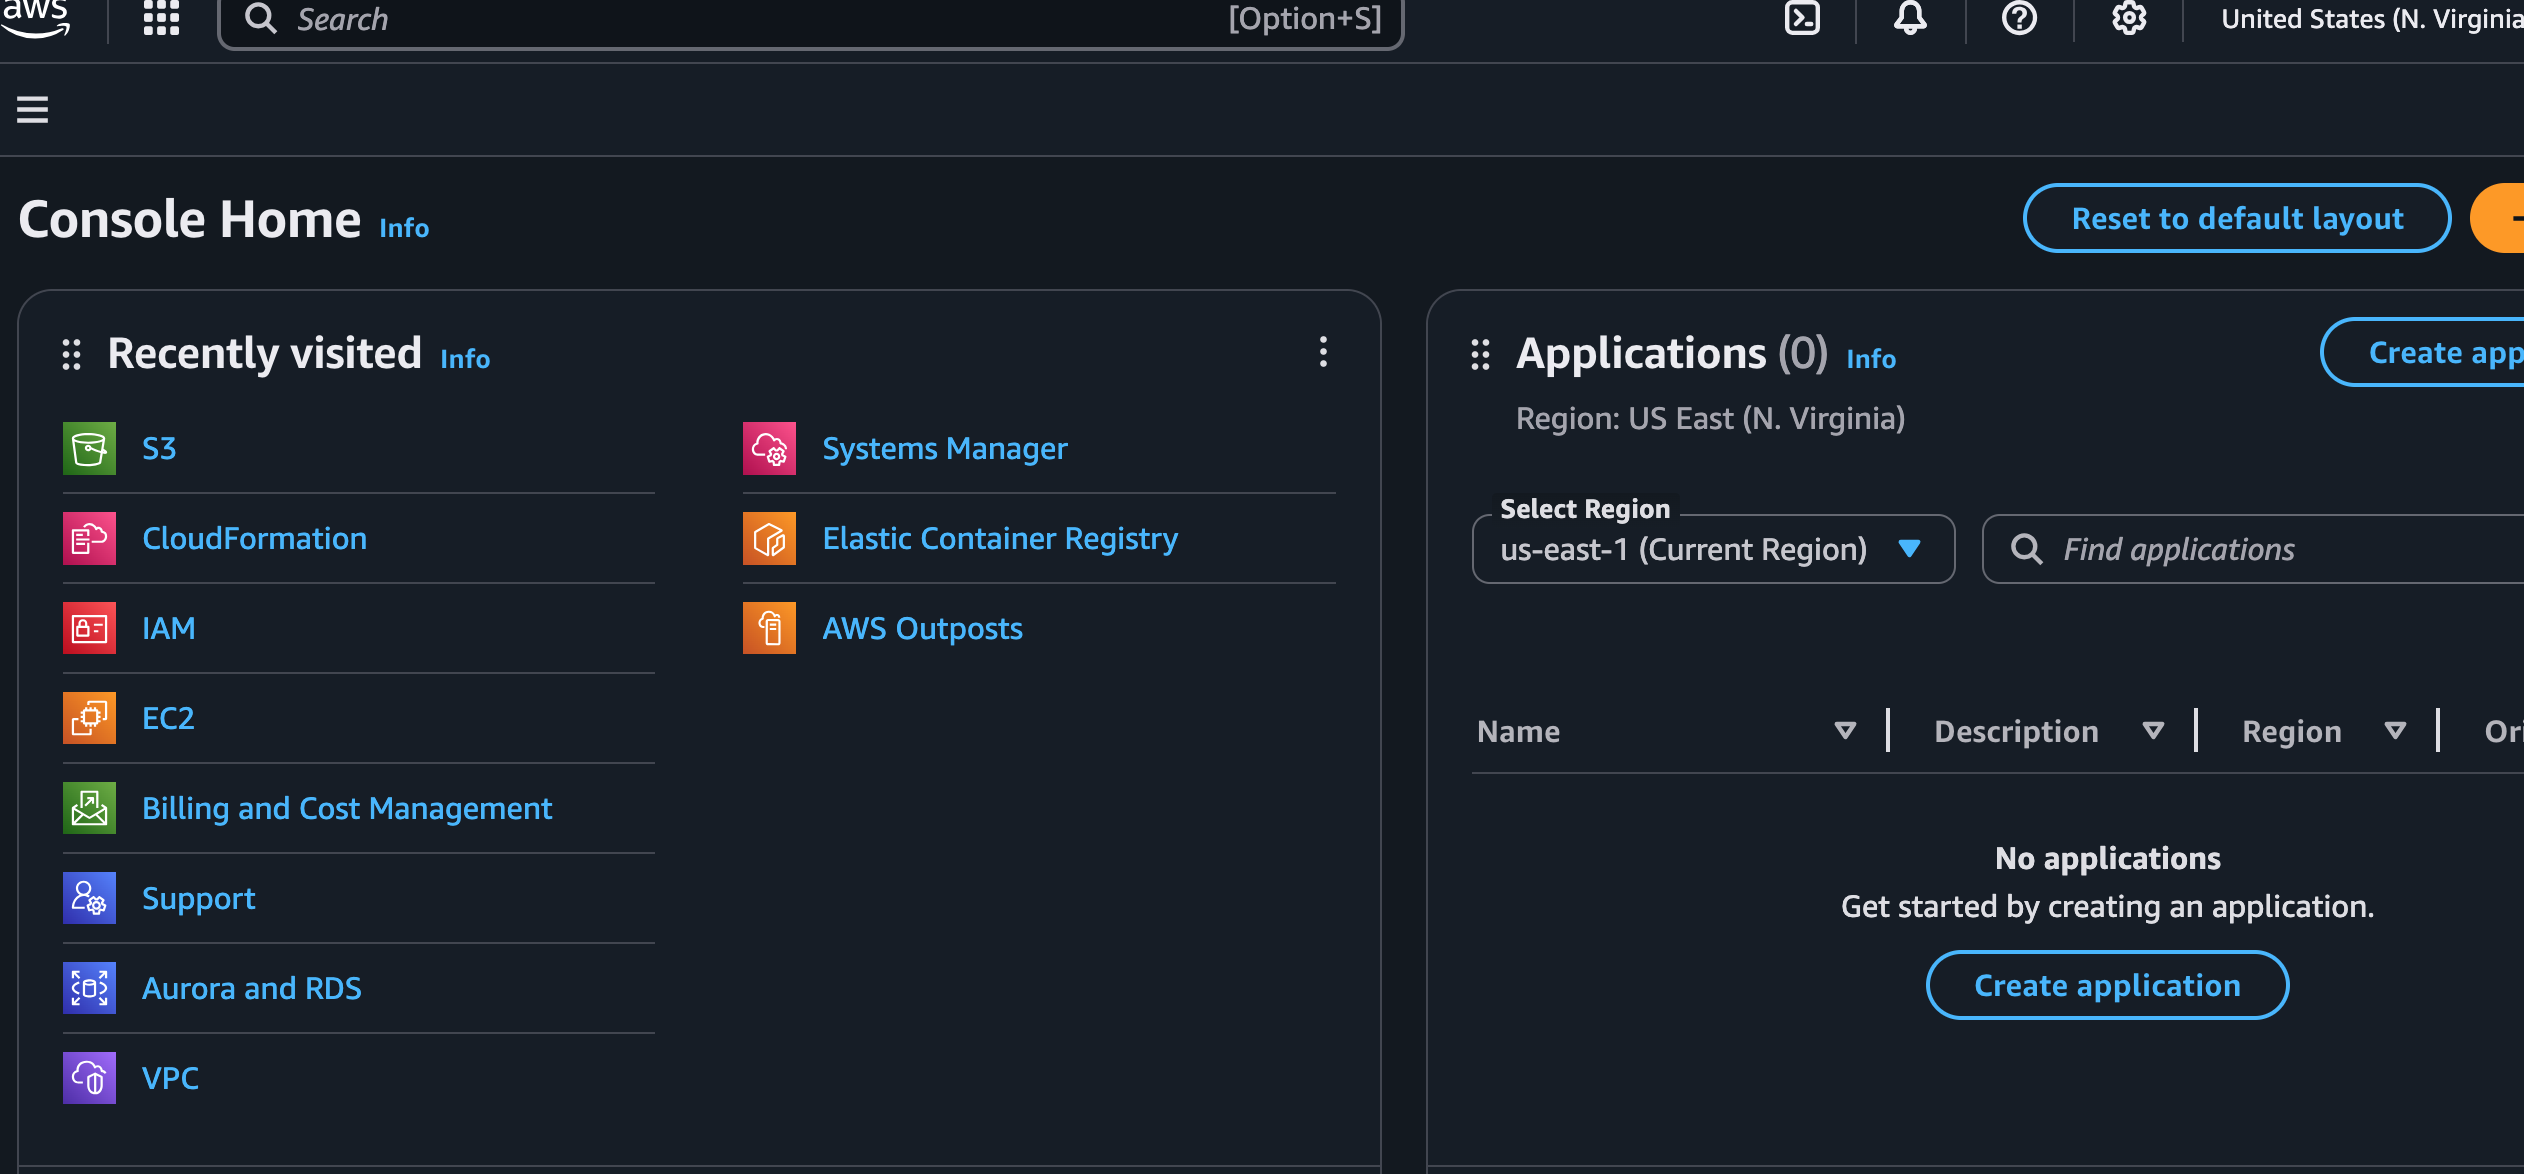 aws
Search [Option+S]
United States (N. Virginia
Console Home Info
Reset to default layout
Recently visited Info
S3
CloudFormation
IAM
EC2
Billing and Cost Management
Support
Aurora and RDS
VPC
Systems Manager
Elastic Container Registry
AWS Outposts
Applications (0) Info
Create app
Region: US East (N. Virginia)
Select Region
us-east-1 (Current Region)
Find applications
Name Description Region Ori
No applications
Get started by creating an application.
Create application